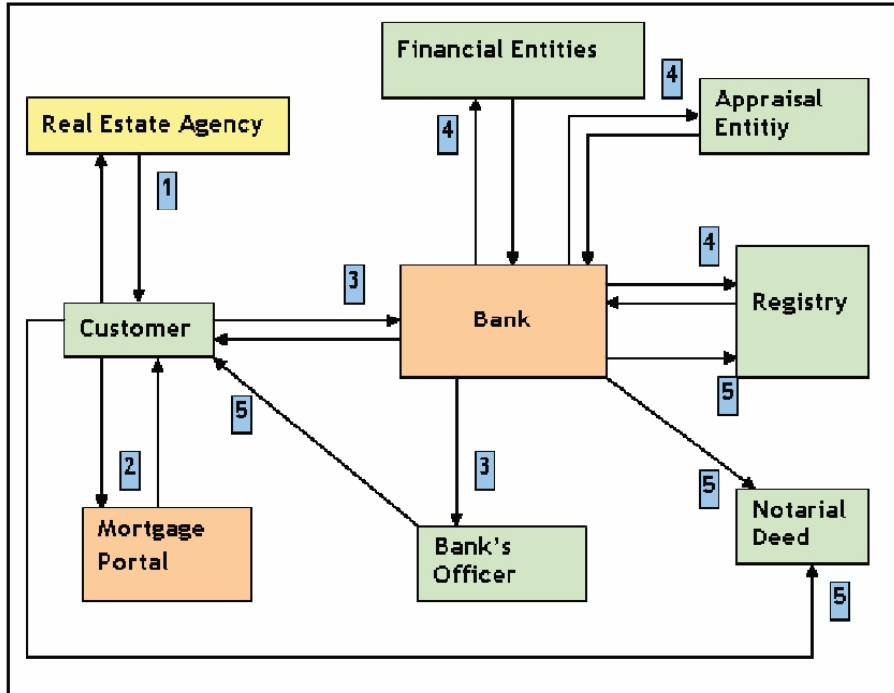 Financial Entities
4
Appraisal
Entitiy
Real Estate Agency
4
1
4
3
Registry
Bank
Customer
5
5
2
3
5
Notarial
Deed
Mortgage
Portal
Bank's
Officer
5